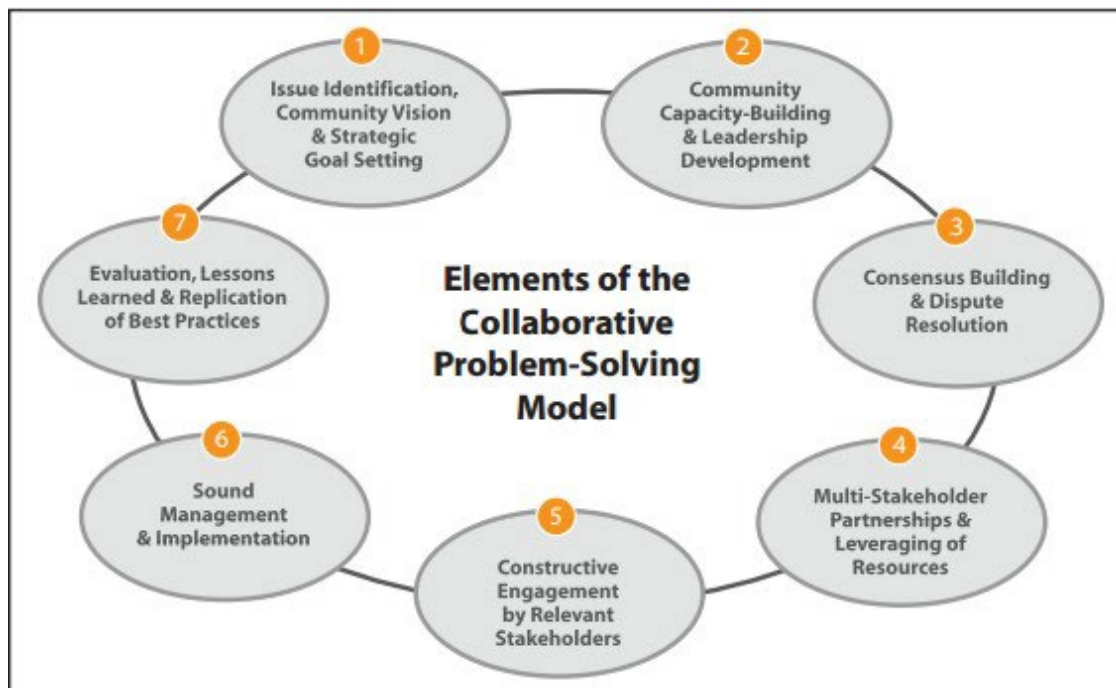 1
Issue Identification,
Community Vision
& Strategic
Goal Setting
2
Community
Capacity-Building
& Leadership
Development
3
Consensus Building
& Dispute
Resolution
4
Multi-Stakeholder
Partnerships &
Leveraging of
Resources
5
Constructive
Engagement
by Relevant
Stakeholders
6
Sound
Management
& Implementation
7
Evaluation, Lessons
Learned & Replication
of Best Practices
Elements of the
Collaborative
Problem-Solving
Model